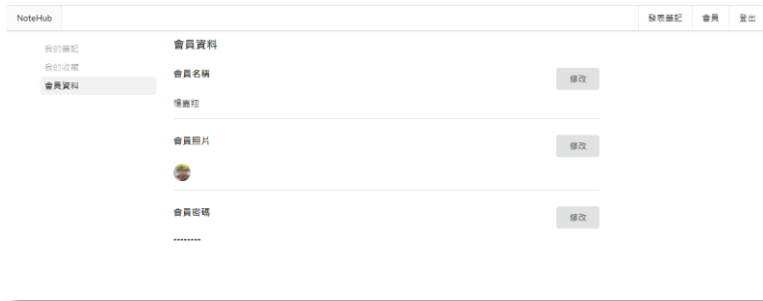 NoteHub
發表筆記 會員 登出
我的筆記
我的收藏
會員資料
會員資料
會員名稱
修改
會員照片
修改
會員密碼
修改
--------